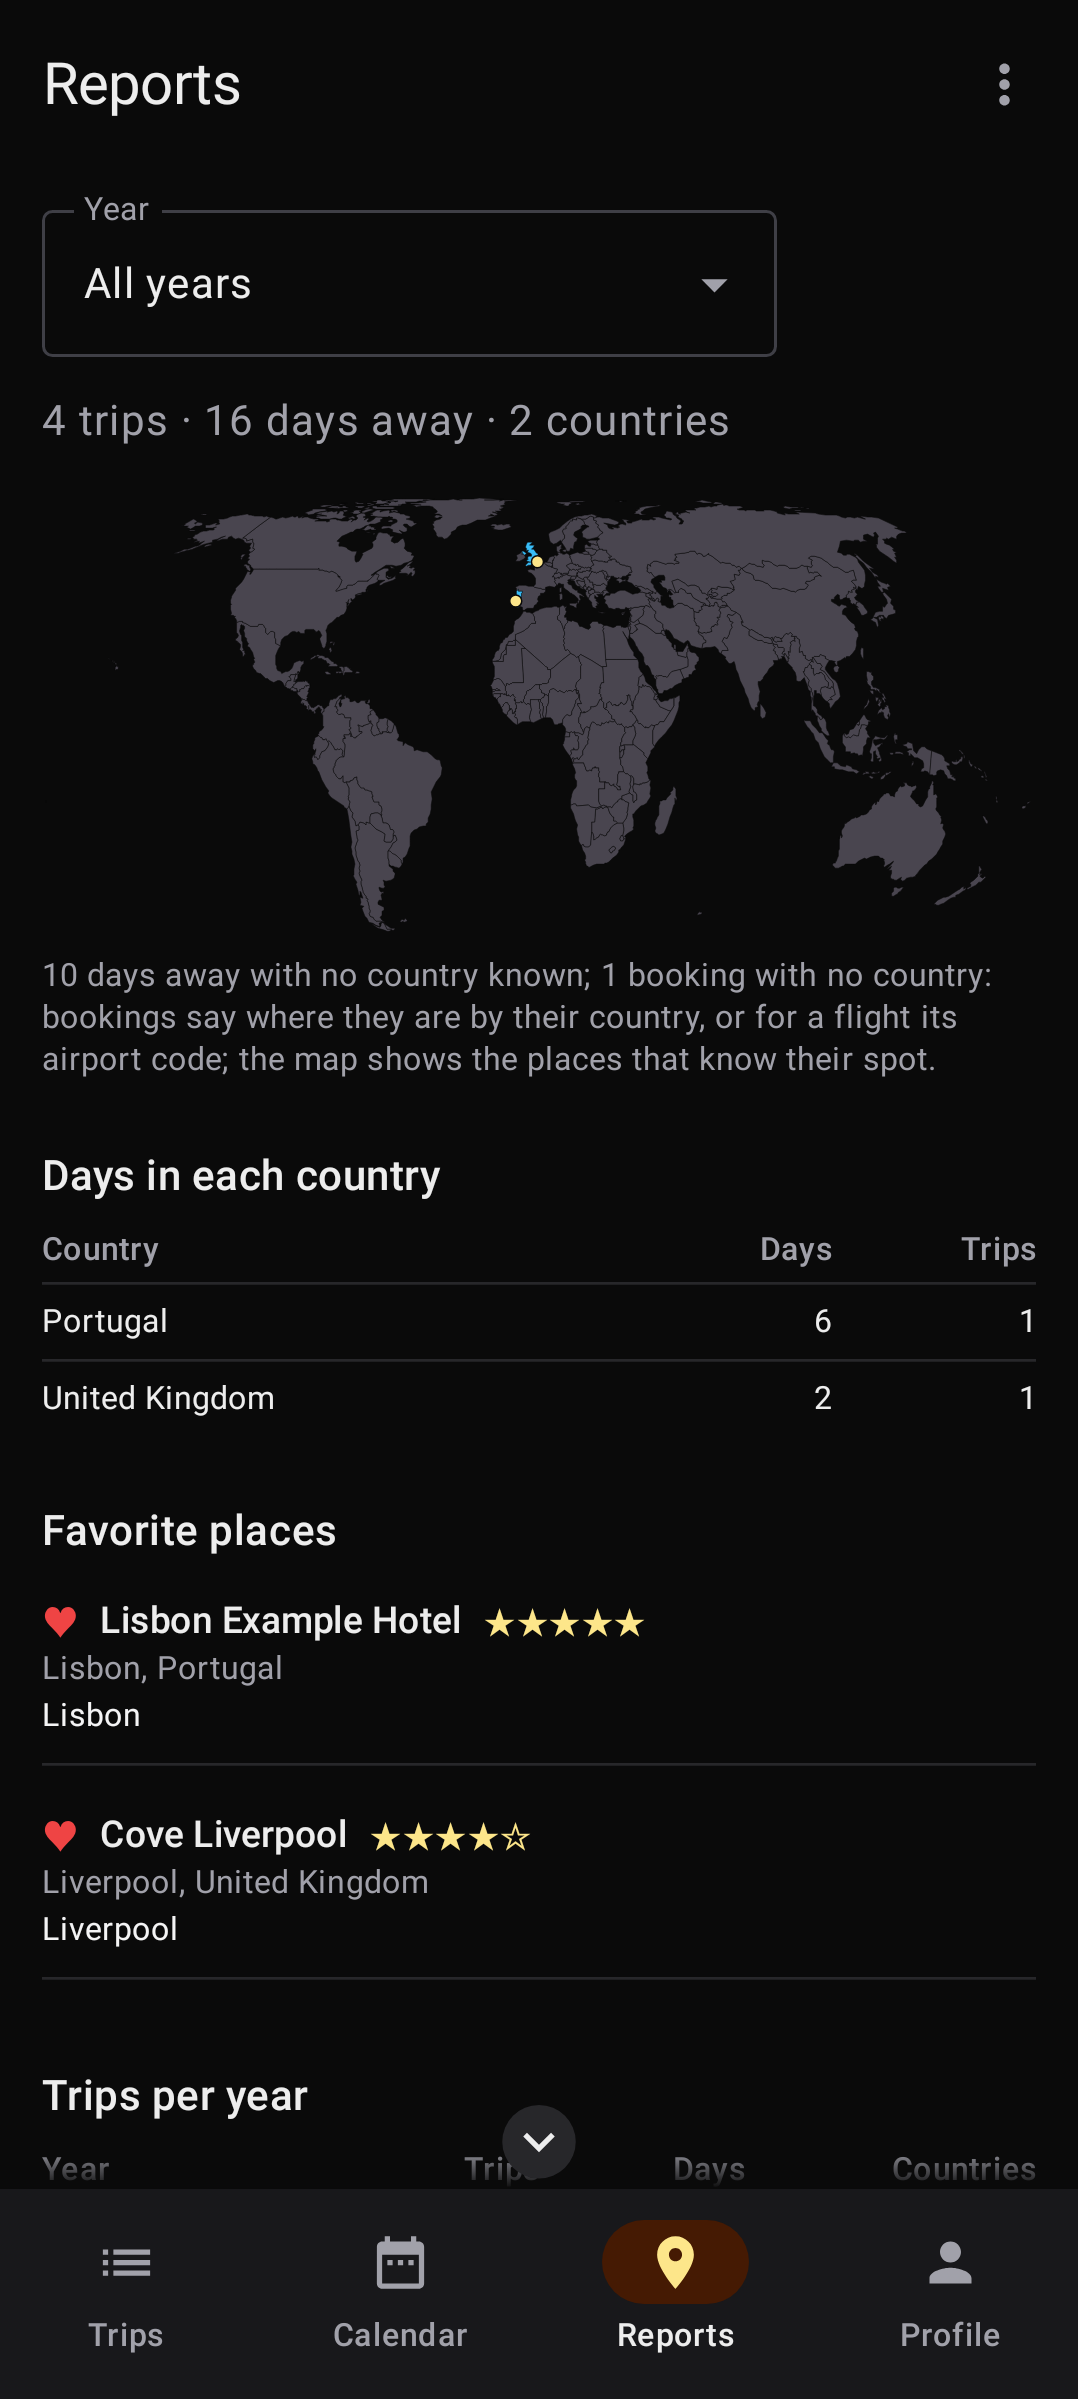 Reports
Year
All years
4 trips · 16 days away · 2 countries
10 days away with no country known; 1 booking with no country:
bookings say where they are by their country, or for a flight its
airport code; the map shows the places that know their spot.
Days in each country
Country Days Trips
Portugal 6 1
United Kingdom 2 1
Favorite places
Lisbon Example Hotel ★★★★★
Lisbon, Portugal
Lisbon
Cove Liverpool ★★★★☆
Liverpool, United Kingdom
Liverpool
Trips per year
Year Trips Days Countries
Trips Calendar Reports Profile